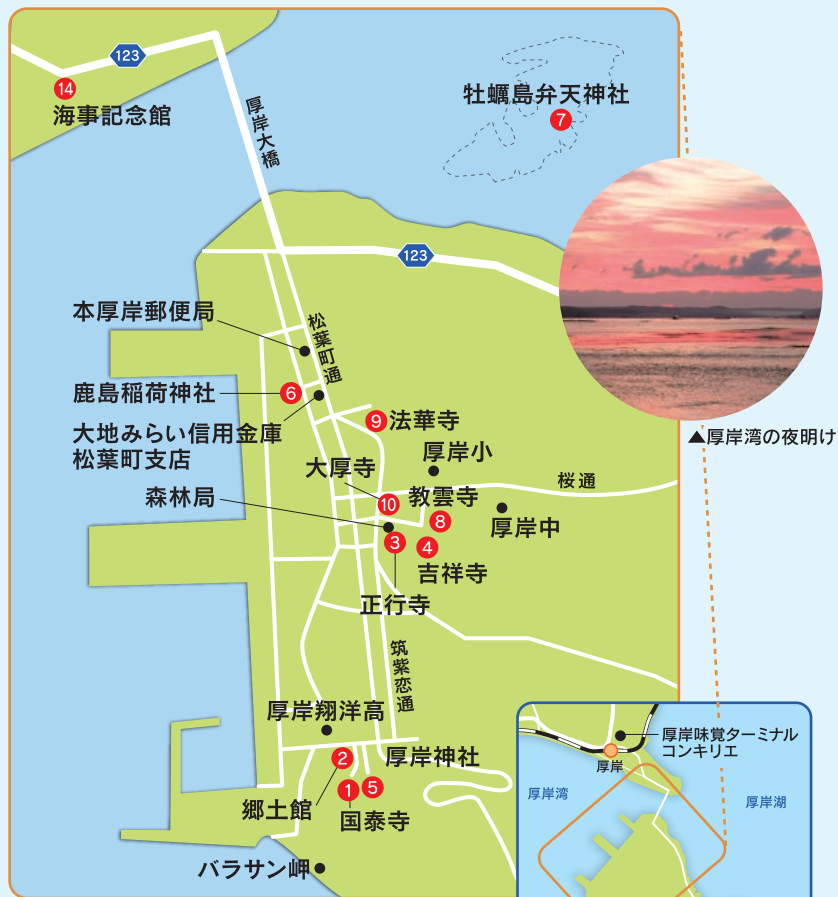 123
14
海事記念館
厚岸大橋
牡蠣島弁天神社
7
123
本厚岸郵便局
松葉町通
鹿島稲荷神社
6
大地みらい信用金庫
松葉町支店
9
法華寺
▲厚岸湾の夜明け
厚岸小
大厚寺
桜通
森林局
10
教雲寺
8
厚岸中
3
4
吉祥寺
正行寺
筑紫恋通
厚岸翔洋高
2
厚岸神社
1
5
郷土館
国泰寺
バラサン岬
厚岸味覚ターミナル
コンキリエ
厚岸
厚岸湾
厚岸湖